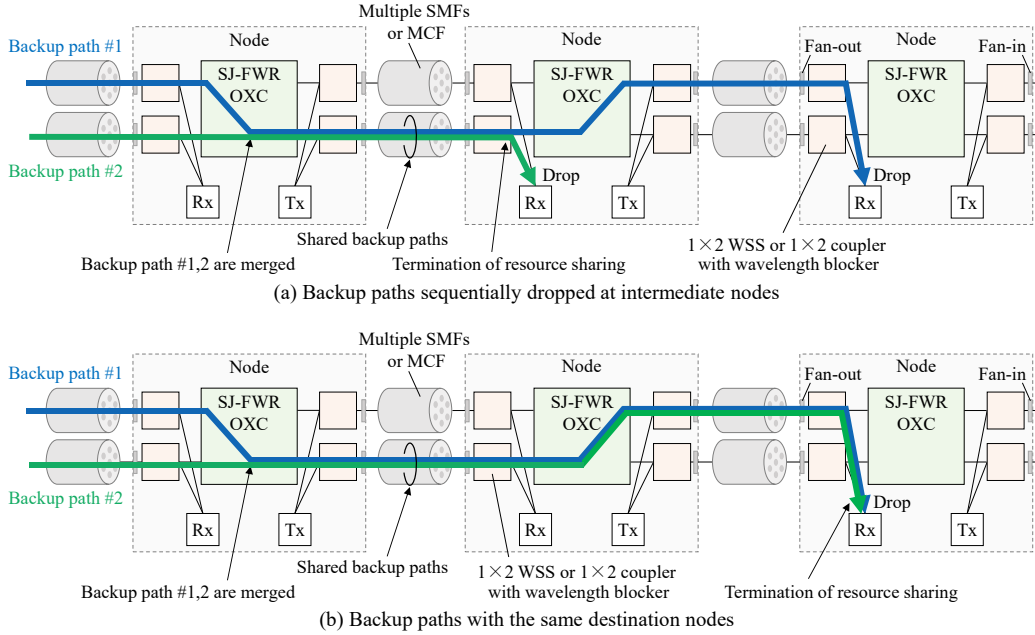 Multiple SMFs
or MCF
Backup path #1
Node
Node
Fan-out
Node
Fan-in
SJ-FWR
OXC
SJ-FWR
OXC
SJ-FWR
OXC
Backup path #2
Drop
Drop
Rx
Tx
Rx
Tx
Rx
Tx
Shared backup paths
Backup path #1,2 are merged
Termination of resource sharing
1×2 WSS or 1×2 coupler
with wavelength blocker
(a) Backup paths sequentially dropped at intermediate nodes
Multiple SMFs
or MCF
Backup path #1
Node
Node
Fan-out
Node
Fan-in
SJ-FWR
OXC
SJ-FWR
OXC
SJ-FWR
OXC
Backup path #2
Drop
Rx
Tx
Rx
Tx
Rx
Tx
Shared backup paths
Backup path #1,2 are merged
1×2 WSS or 1×2 coupler
with wavelength blocker
Termination of resource sharing
(b) Backup paths with the same destination nodes